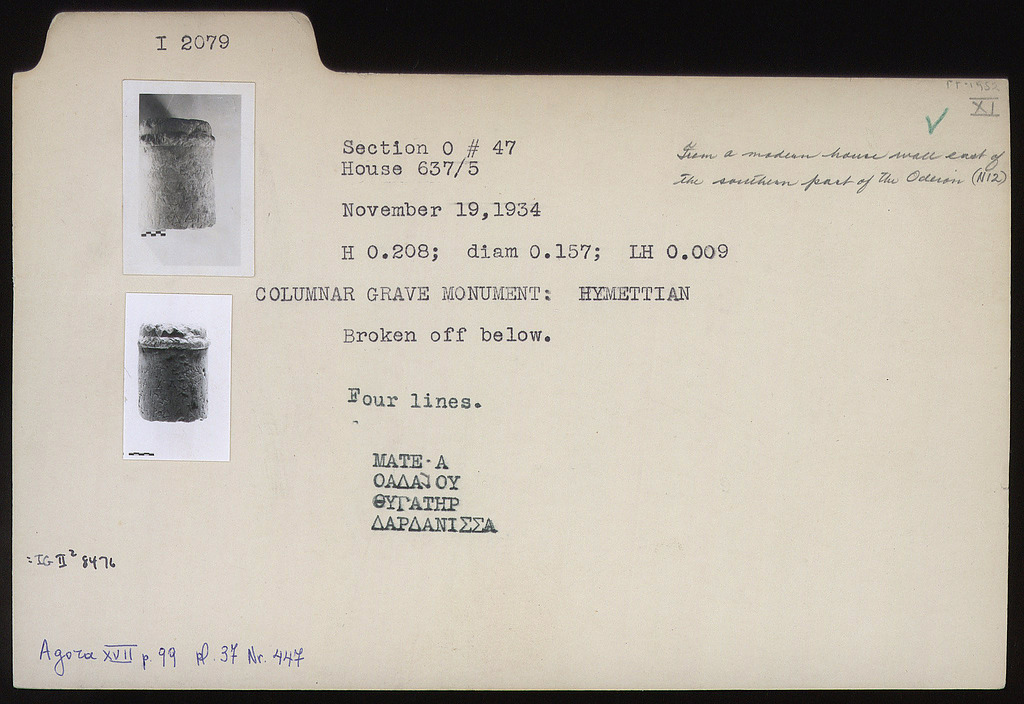 I 2079
XI
Section O # 47
House 637/5
From a modern house wall east of
the southern part of the Odeion (N12)
November 19,1934
H 0.208; diam 0.157; LH 0.009
COLUMNAR GRAVE MONUMENT: HYMETTIAN
Broken off below.
Four lines.
ΜΑΤΕ·Α
ΟΑΔΑ ΟΥ
ΘΥΓΑΤΗΡ
ΔΑΡΔΑΝΙΣΣΑ
=IG II² 8476
Agora XVII p. 99 pl. 37 Nr. 447